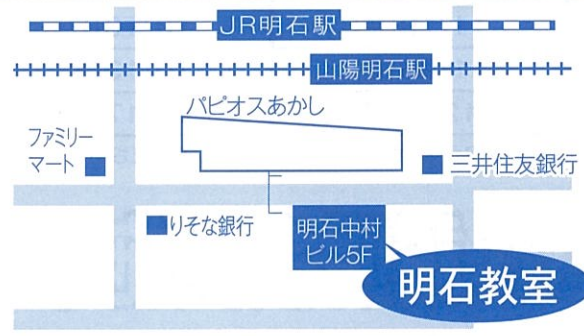 JR明石駅
山陽明石駅
パピオスあかし
ファミリー
マート
三井住友銀行
りそな銀行
明石中村
ビル5F
明石教室